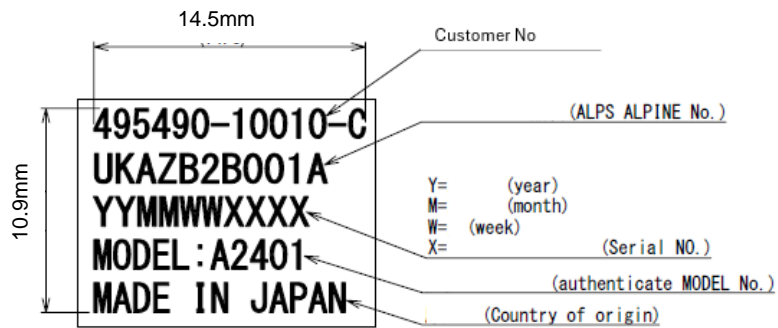 14.5mm
Customer No
10.9mm
495490-10010-C
(ALPS ALPINE No.)
UKAZB2B001A
YYMMWWXXXX
Y= (year)
M= (month)
W= (week)
X= (Serial NO.)
MODEL:A2401
(authenticate MODEL No.)
MADE IN JAPAN
(Country of origin)